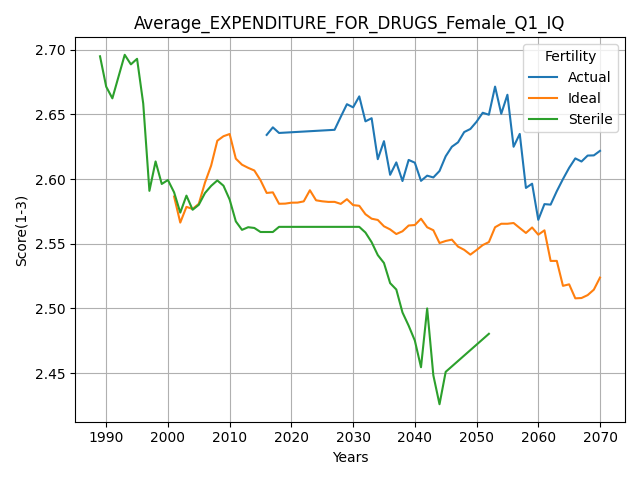 Average_EXPENDITURE_FOR_DRUGS_Female_Q1_IQ
Fertility
Actual
Ideal
Sterile
Score(1-3)
2.70
2.65
2.60
2.55
2.50
2.45
1990 2000 2010 2020 2030 2040 2050 2060 2070
Years